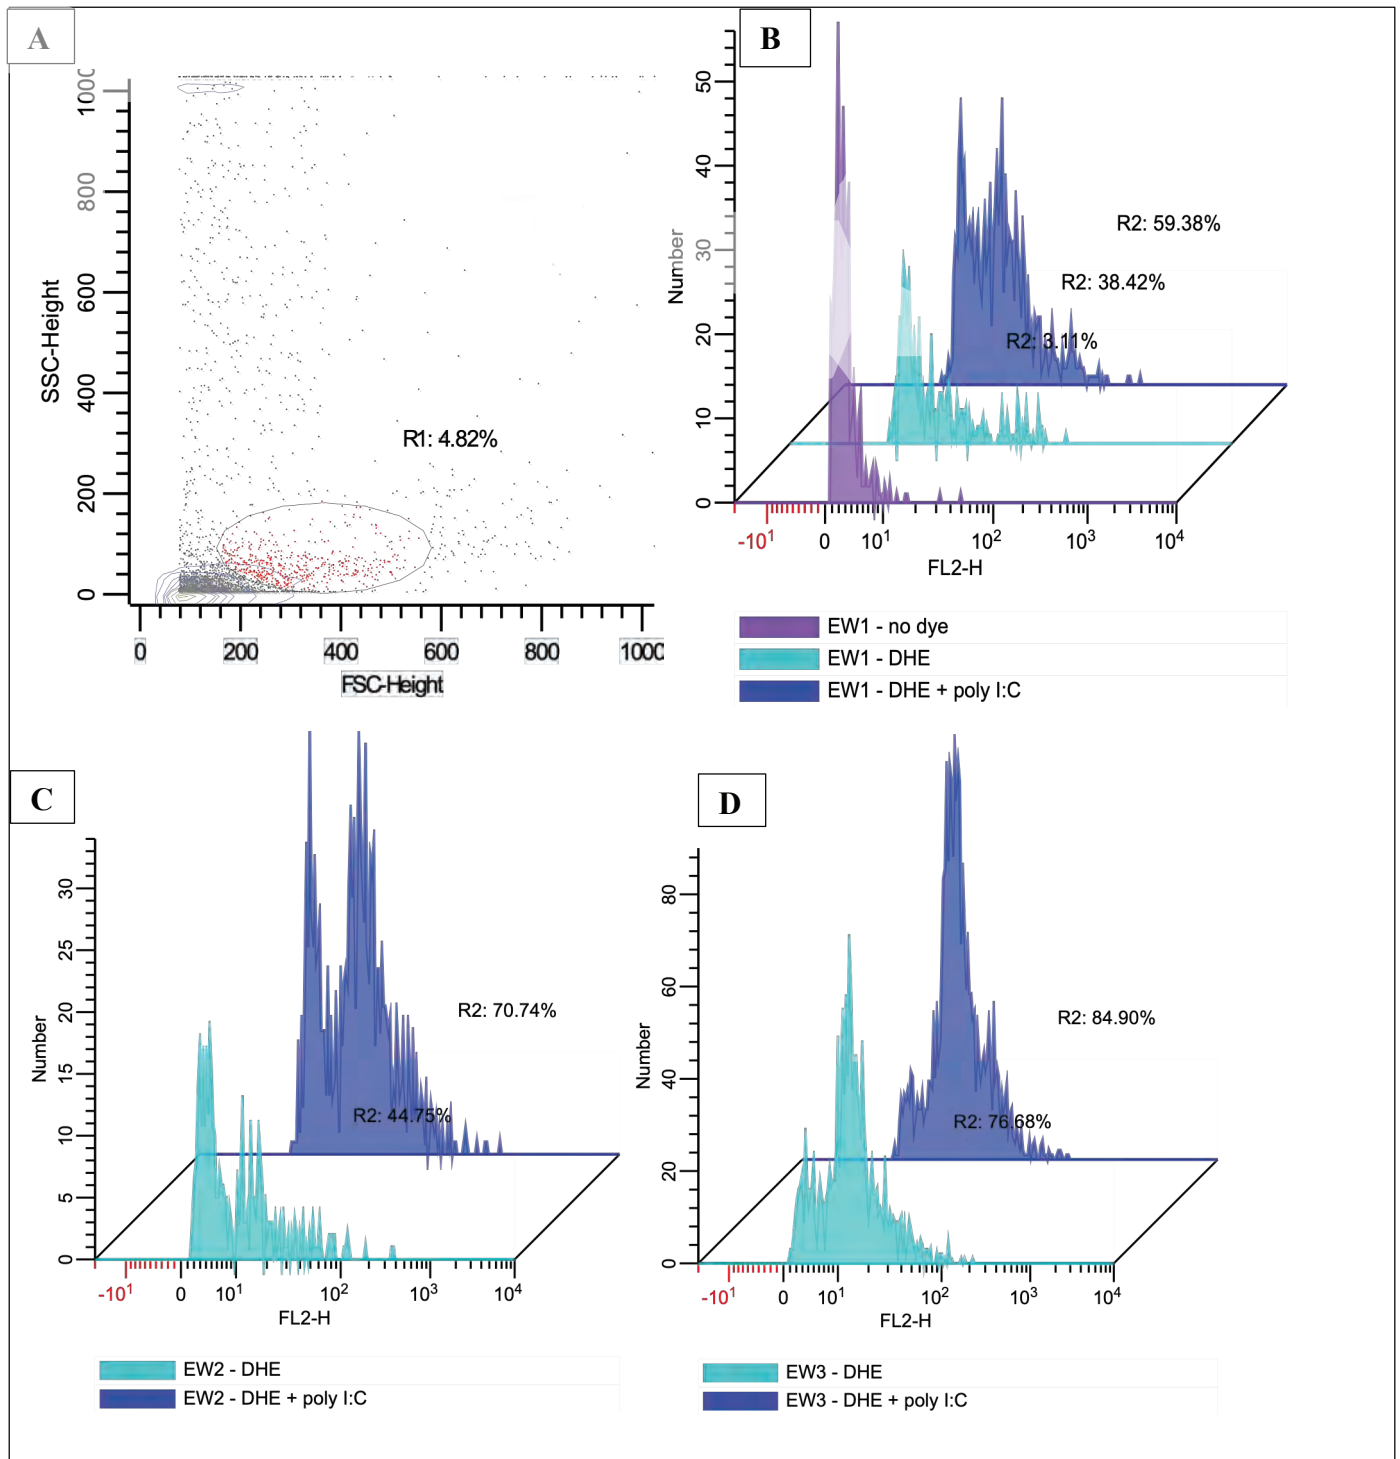 A
1000
800
600
400
200
0
SSC-Height
R1: 4.82%
0 200 400 600 800 1000
FSC-Height
B
50
40
30
20
10
0
Number
R2: 59.38%
R2: 38.42%
R2: 3.11%
-10¹ 0 10¹ 10² 10³ 10⁴
FL2-H
EW1 - no dye
EW1 - DHE
EW1 - DHE + poly I:C
C
30
25
20
15
10
5
0
Number
R2: 70.74%
R2: 44.75%
-10¹ 0 10¹ 10² 10³ 10⁴
FL2-H
EW2 - DHE
EW2 - DHE + poly I:C
D
80
60
40
20
0
Number
R2: 84.90%
R2: 76.68%
-10¹ 0 10¹ 10² 10³ 10⁴
FL2-H
EW3 - DHE
EW3 - DHE + poly I:C